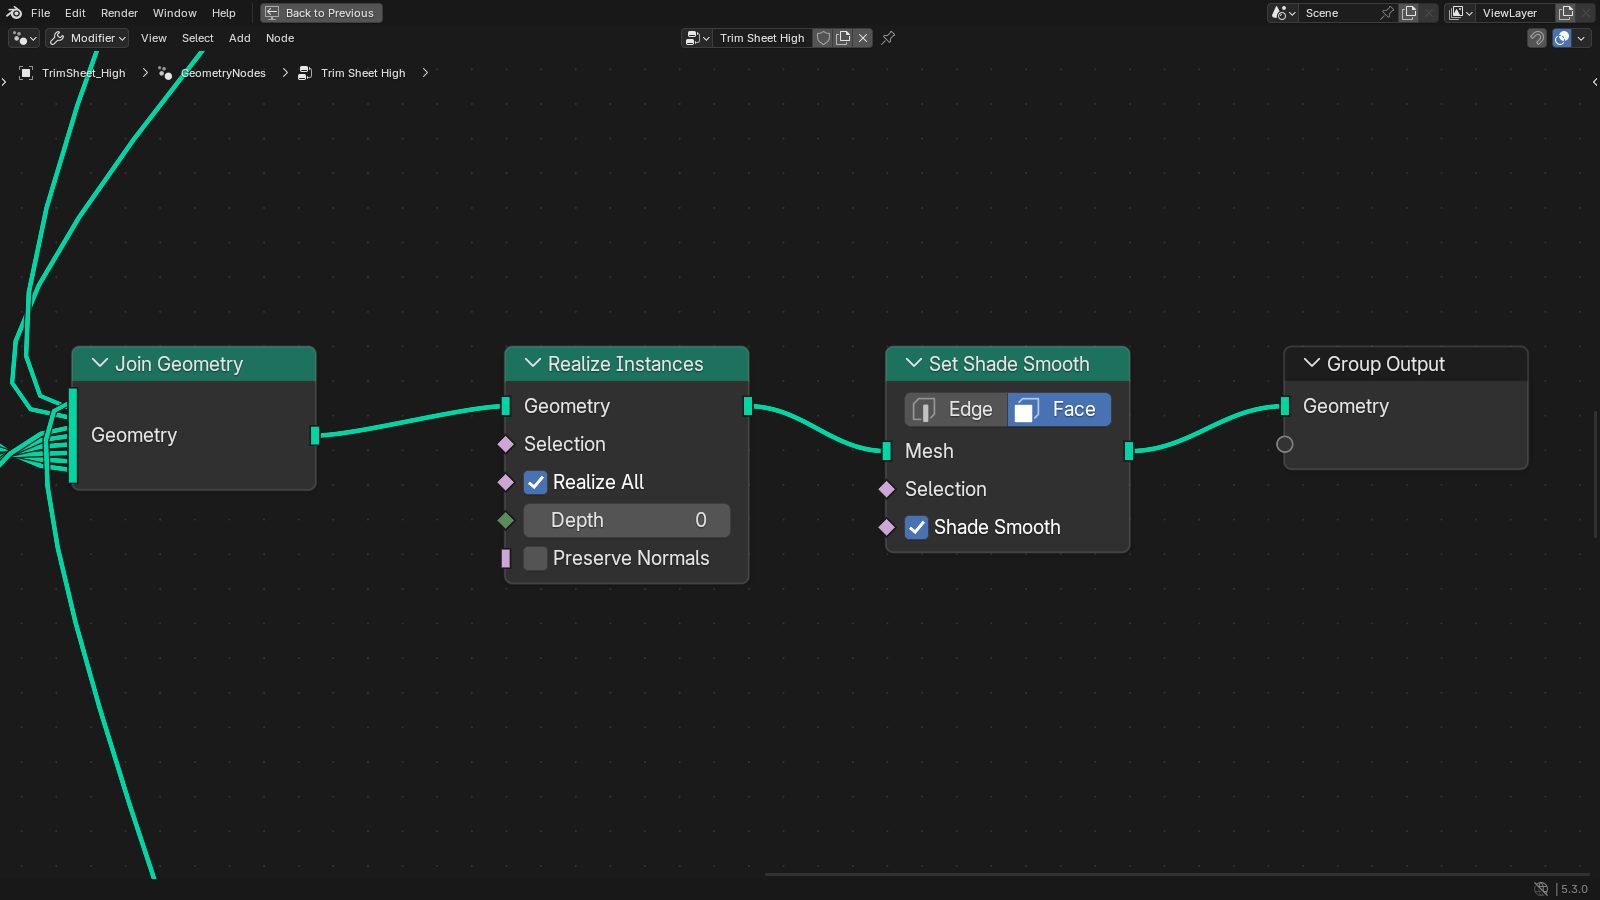 File Edit Render Window Help Back to Previous Scene ViewLayer
Modifier View Select Add Node Trim Sheet High
TrimSheet_High GeometryNodes Trim Sheet High
Join Geometry
Geometry
Realize Instances
Geometry
Selection
Realize All
Depth 0
Preserve Normals
Set Shade Smooth
Edge Face
Mesh
Selection
Shade Smooth
Group Output
Geometry
5.3.0